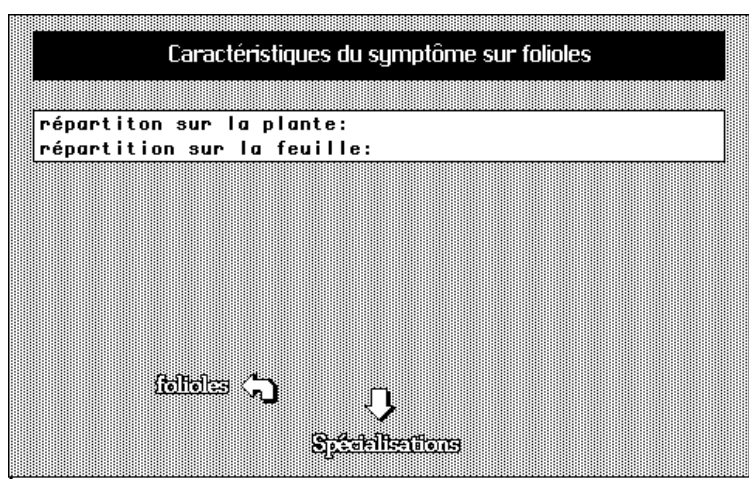 Caractéristiques du symptôme sur folioles
répartiton sur la plante:
répartition sur la feuille:
folioles
Spécialisations